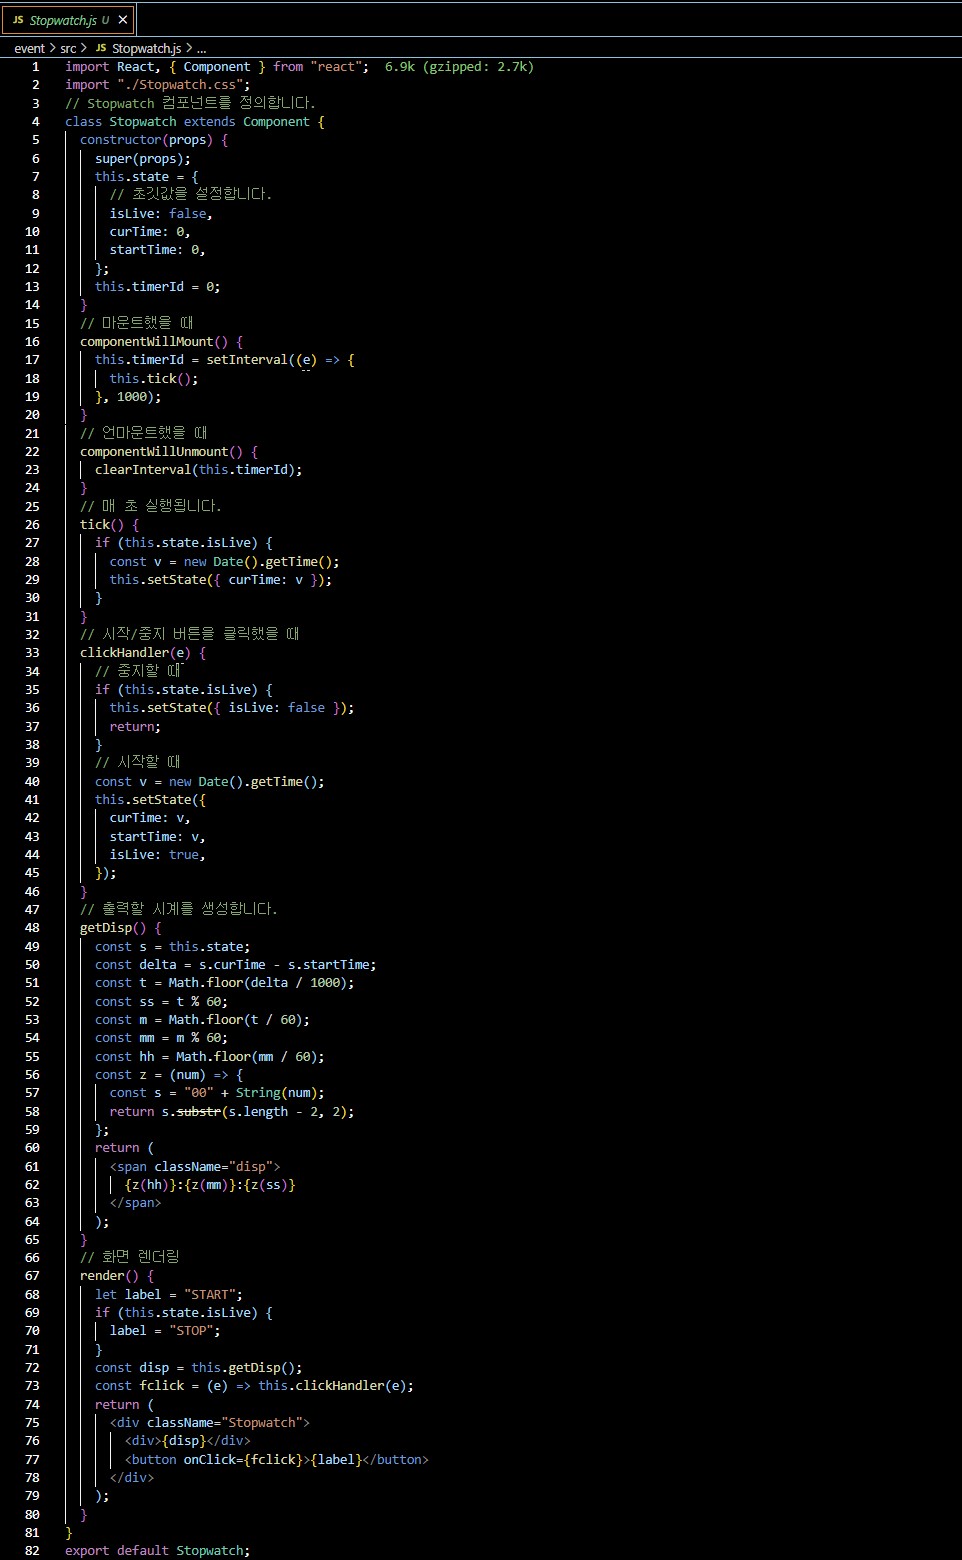 JS Stopwatch.js U ×
event > src > JS Stopwatch.js > ...
1 import React, { Component } from "react"; 6.9k (gzipped: 2.7k)
2 import "./Stopwatch.css";
3 // Stopwatch 컴포넌트를 정의합니다.
4 class Stopwatch extends Component {
5 constructor(props) {
6 super(props);
7 this.state = {
8 // 초깃값을 설정합니다.
9 isLive: false,
10 curTime: 0,
11 startTime: 0,
12 };
13 this.timerId = 0;
14 }
15 // 마운트했을 때
16 componentWillMount() {
17 this.timerId = setInterval((e) => {
18 this.tick();
19 }, 1000);
20 }
21 // 언마운트했을 때
22 componentWillUnmount() {
23 clearInterval(this.timerId);
24 }
25 // 매 초 실행됩니다.
26 tick() {
27 if (this.state.isLive) {
28 const v = new Date().getTime();
29 this.setState({ curTime: v });
30 }
31 }
32 // 시작/중지 버튼을 클릭했을 때
33 clickHandler(e) {
34 // 중지할 때
35 if (this.state.isLive) {
36 this.setState({ isLive: false });
37 return;
38 }
39 // 시작할 때
40 const v = new Date().getTime();
41 this.setState({
42 curTime: v,
43 startTime: v,
44 isLive: true,
45 });
46 }
47 // 출력할 시계를 생성합니다.
48 getDisp() {
49 const s = this.state;
50 const delta = s.curTime - s.startTime;
51 const t = Math.floor(delta / 1000);
52 const ss = t % 60;
53 const m = Math.floor(t / 60);
54 const mm = m % 60;
55 const hh = Math.floor(mm / 60);
56 const z = (num) => {
57 const s = "00" + String(num);
58 return s.substr(s.length - 2, 2);
59 };
60 return (
61 <span className="disp">
62 {z(hh)}:{z(mm)}:{z(ss)}
63 </span>
64 );
65 }
66 // 화면 렌더링
67 render() {
68 let label = "START";
69 if (this.state.isLive) {
70 label = "STOP";
71 }
72 const disp = this.getDisp();
73 const fclick = (e) => this.clickHandler(e);
74 return (
75 <div className="Stopwatch">
76 <div>{disp}</div>
77 <button onClick={fclick}>{label}</button>
78 </div>
79 );
80 }
81 }
82 export default Stopwatch;